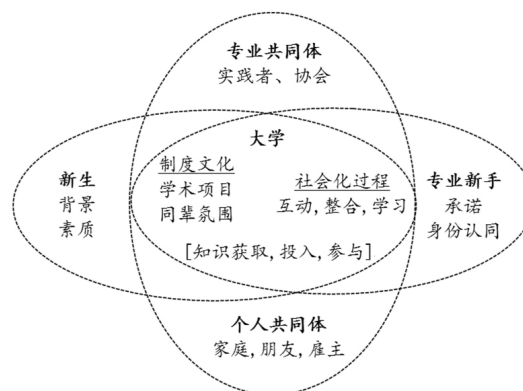 专业共同体
实践者、协会
大学
新生
背景
素质
制度文化
学术项目
同辈氛围
社会化过程
互动,整合,学习
[知识获取,投入,参与]
专业新手
承诺
身份认同
个人共同体
家庭,朋友,雇主